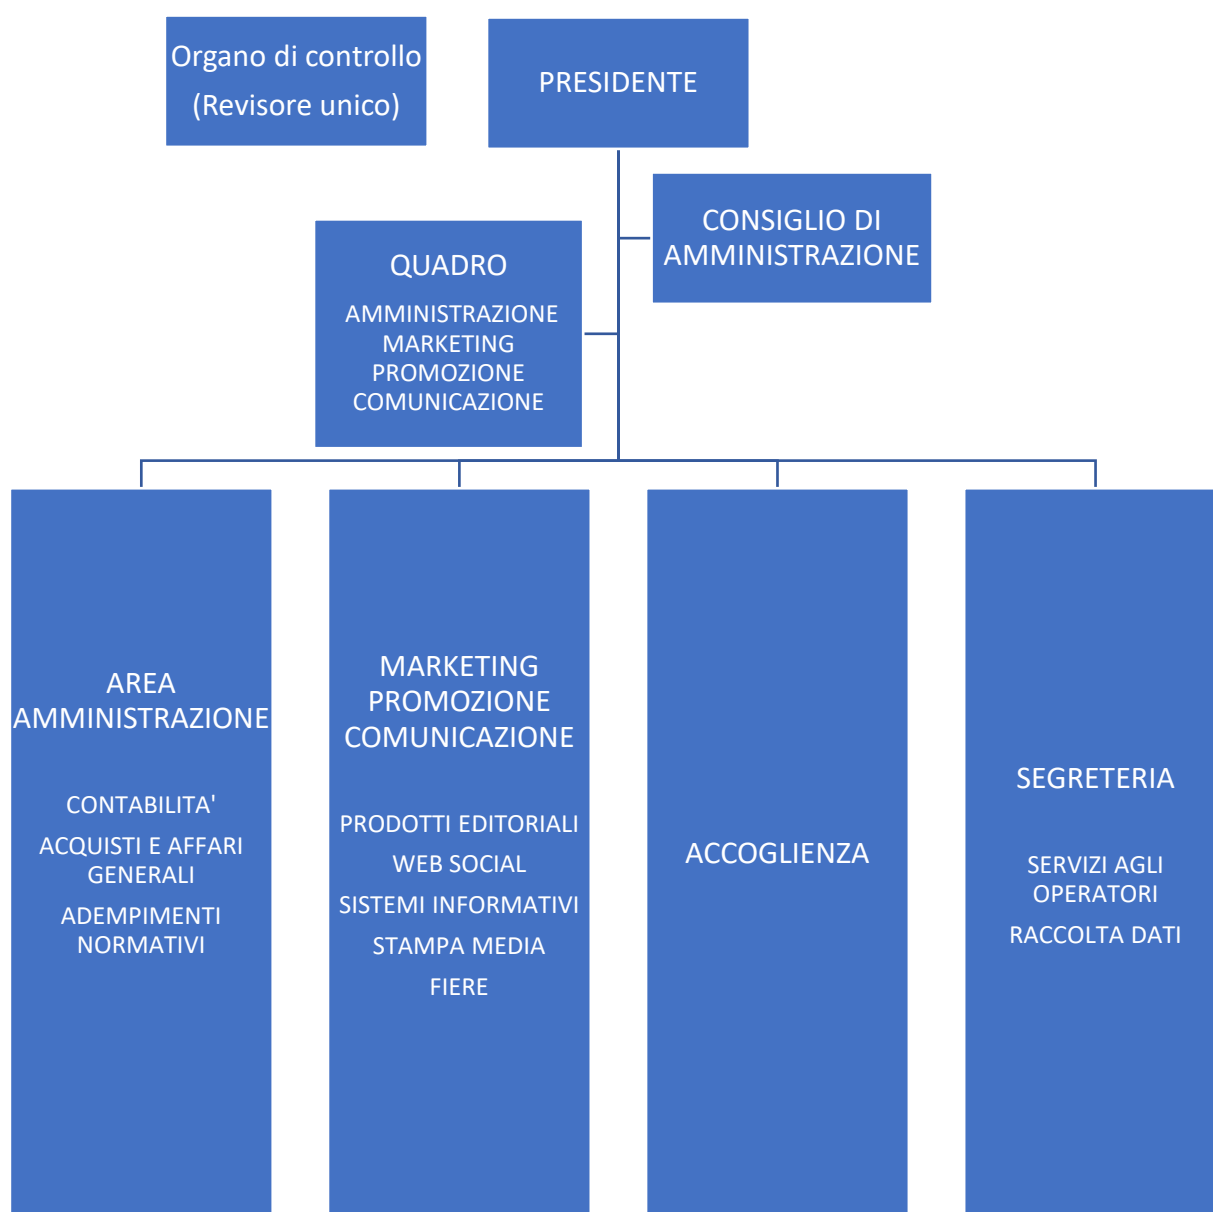 Organo di controllo
(Revisore unico)
PRESIDENTE
CONSIGLIO DI
AMMINISTRAZIONE
QUADRO
AMMINISTRAZIONE
MARKETING
PROMOZIONE
COMUNICAZIONE
AREA
AMMINISTRAZIONE
CONTABILITA'
ACQUISTI E AFFARI
GENERALI
ADEMPIMENTI
NORMATIVI
MARKETING
PROMOZIONE
COMUNICAZIONE
PRODOTTI EDITORIALI
WEB SOCIAL
SISTEMI INFORMATIVI
STAMPA MEDIA
FIERE
ACCOGLIENZA
SEGRETERIA
SERVIZI AGLI
OPERATORI
RACCOLTA DATI